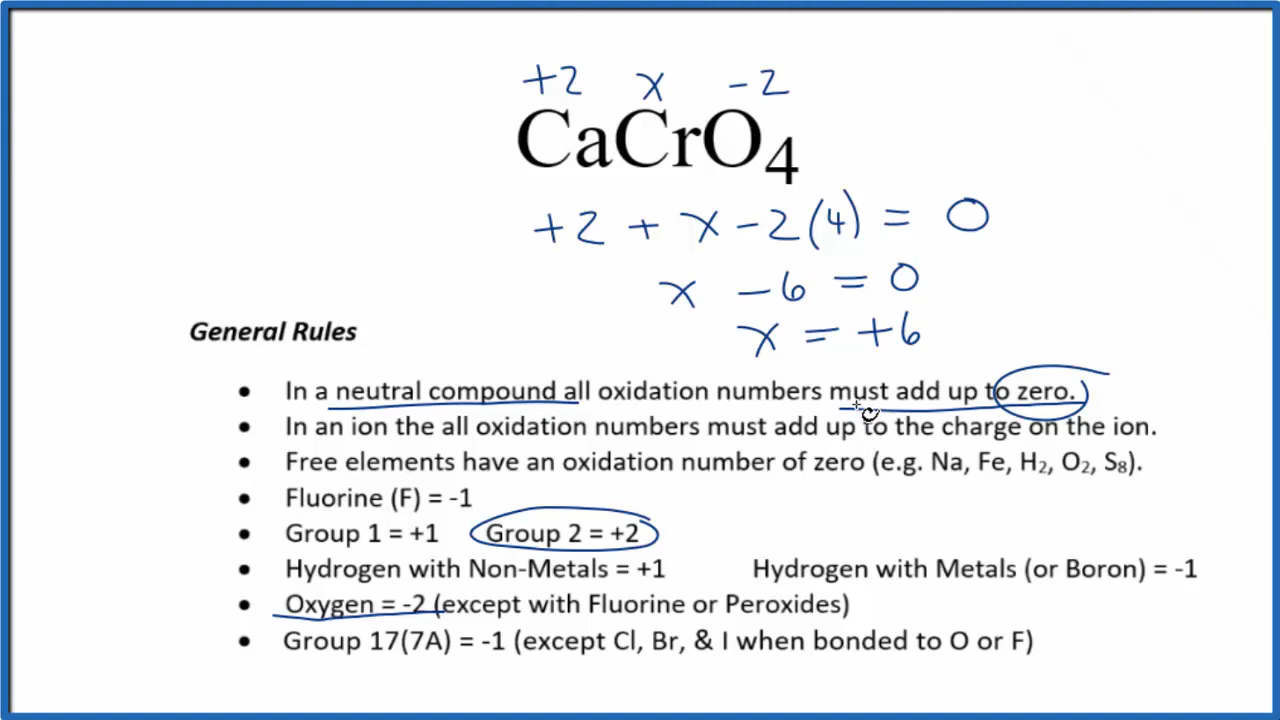 +2 x -2
CaCrO₄
+2 + x -2(4) = 0
x -6 = 0
x = +6
General Rules
• In a neutral compound all oxidation numbers must add up to zero.
• In an ion the all oxidation numbers must add up to the charge on the ion.
• Free elements have an oxidation number of zero (e.g. Na, Fe, H₂, O₂, S₈).
• Fluorine (F) = -1
• Group 1 = +1 Group 2 = +2
• Hydrogen with Non-Metals = +1 Hydrogen with Metals (or Boron) = -1
• Oxygen = -2 (except with Fluorine or Peroxides)
• Group 17(7A) = -1 (except Cl, Br, & I when bonded to O or F)